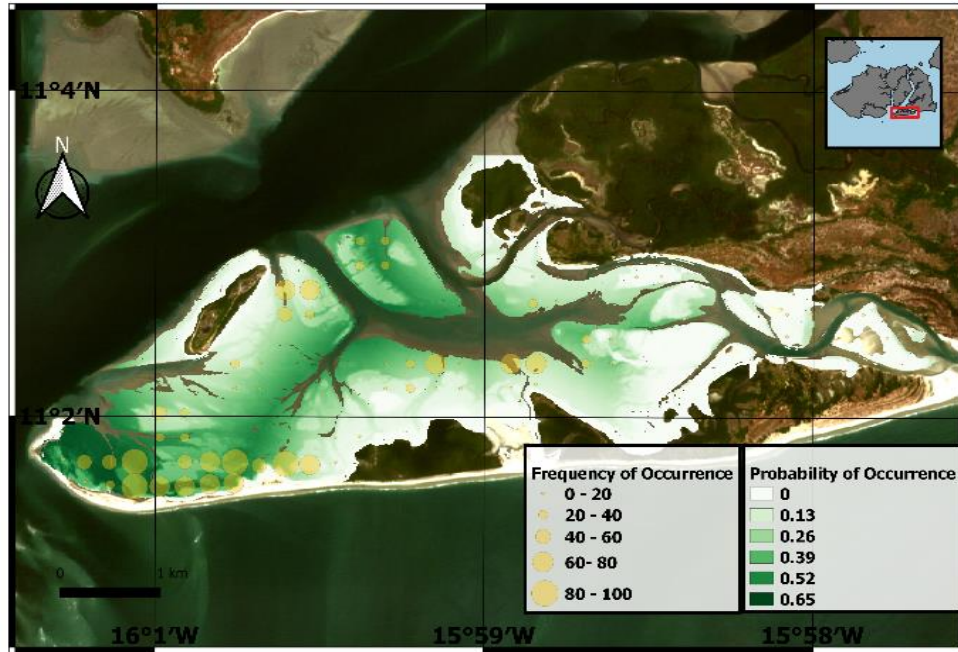 11°4′N
N
11°2′N
Frequency of Occurrence
0 - 20
20 - 40
40 - 60
60- 80
80 - 100
Probability of Occurrence
0
0.13
0.26
0.39
0.52
0.65
0
1 km
16°1′W
15°59′W
15°58′W